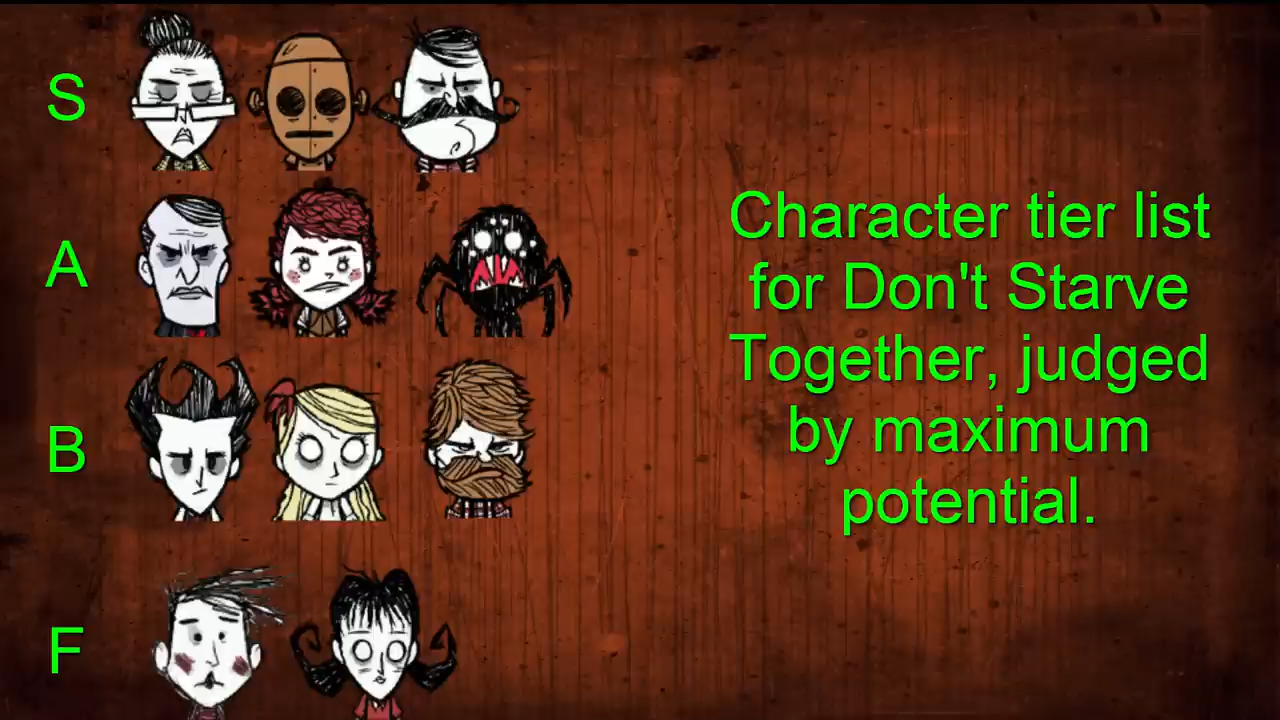 S
A
B
F
Character tier list
for Don't Starve
Together, judged
by maximum
potential.